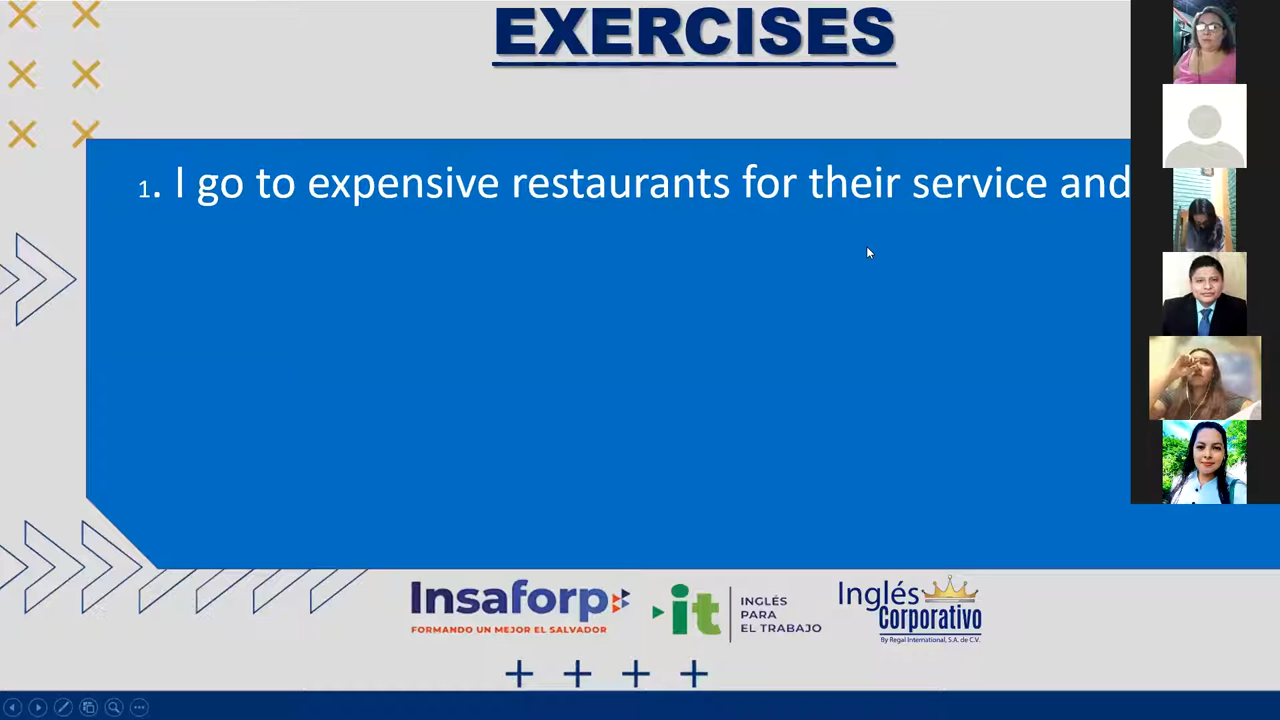 EXERCISES
1. I go to expensive restaurants for their service and
Insaforp
FORMANDO UN MEJOR EL SALVADOR
it
INGLÉS
PARA
EL TRABAJO
Inglés
Corporativo
By Regal International, S.A. de C.V.